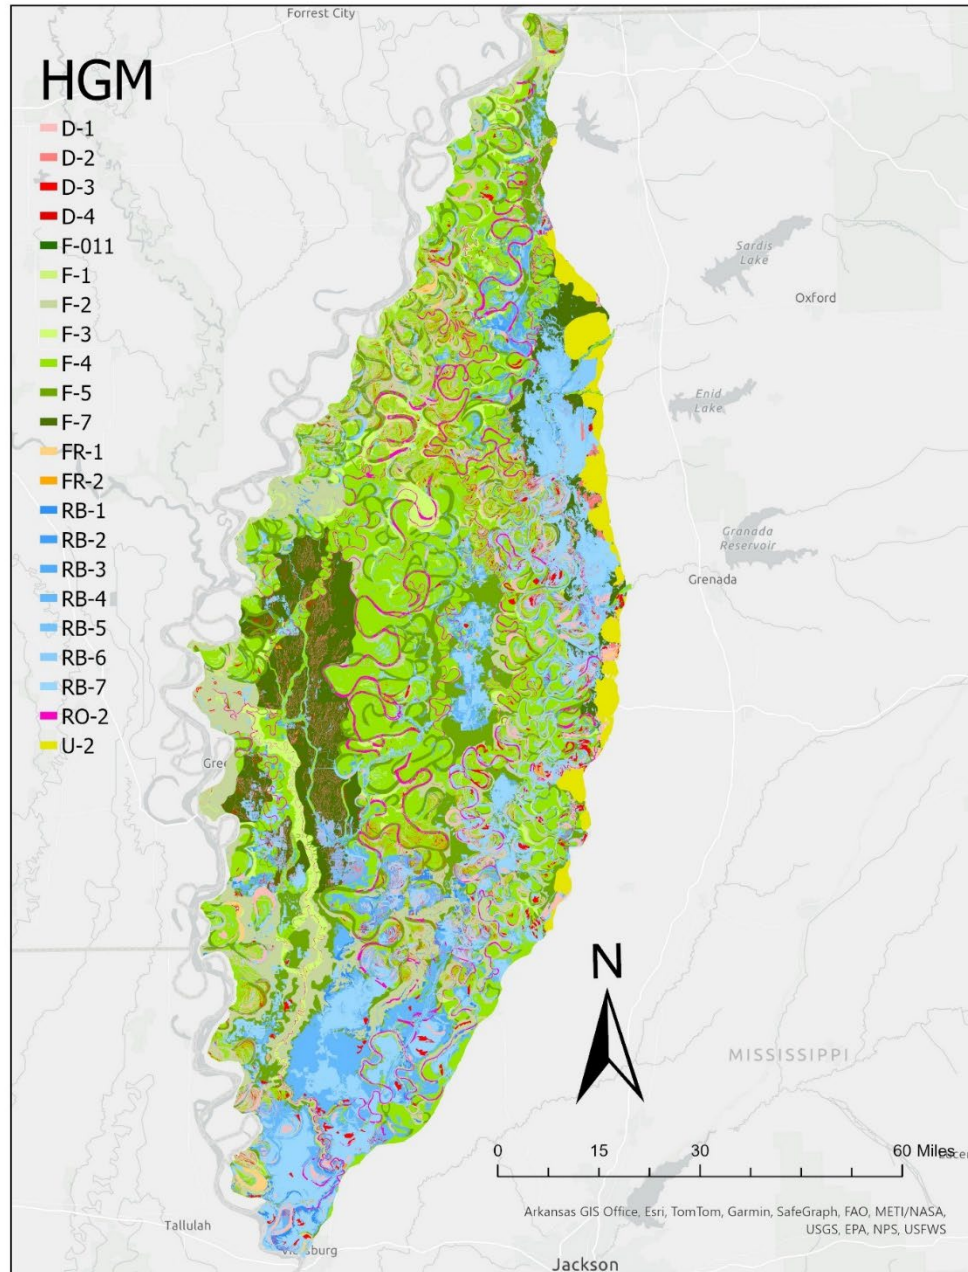 Forrest City
HGM
D-1
D-2
D-3
D-4
F-011
F-1
F-2
F-3
F-4
F-5
F-7
FR-1
FR-2
RB-1
RB-2
RB-3
RB-4
RB-5
RB-6
RB-7
RO-2
U-2
Sardis
Lake
Oxford
Enid
Lake
Granada
Reservoir
Grenada
Gree
N
MISSISSIPPI
0 15 30 60 Miles
Arkansas GIS Office, Esri, TomTom, Garmin, SafeGraph, FAO, METI/NASA,
USGS, EPA, NPS, USFWS
Tallulah
Jackson